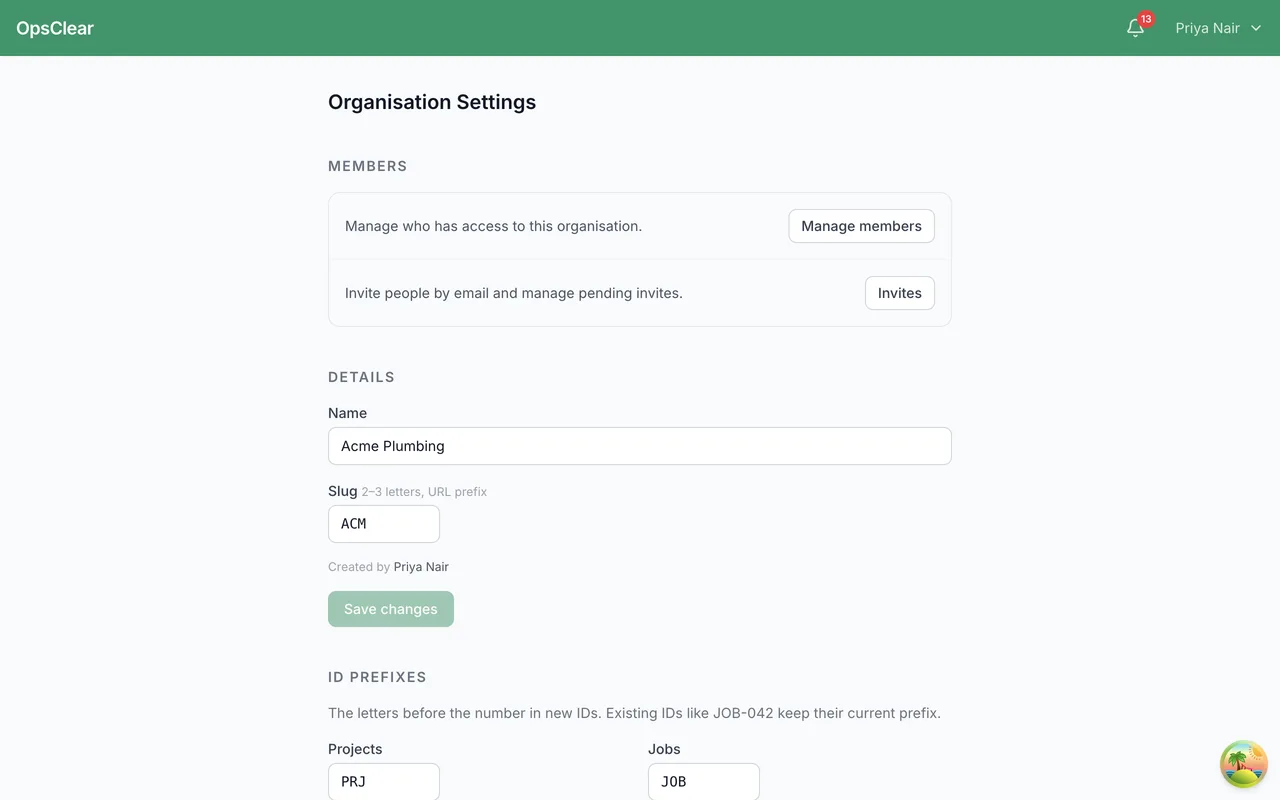 OpsClear
13
Priya Nair
Organisation Settings
MEMBERS
Manage who has access to this organisation.
Manage members
Invite people by email and manage pending invites.
Invites
DETAILS
Name
Acme Plumbing
Slug 2–3 letters, URL prefix
ACM
Created by Priya Nair
Save changes
ID PREFIXES
The letters before the number in new IDs. Existing IDs like JOB-042 keep their current prefix.
Projects Jobs
PRJ JOB